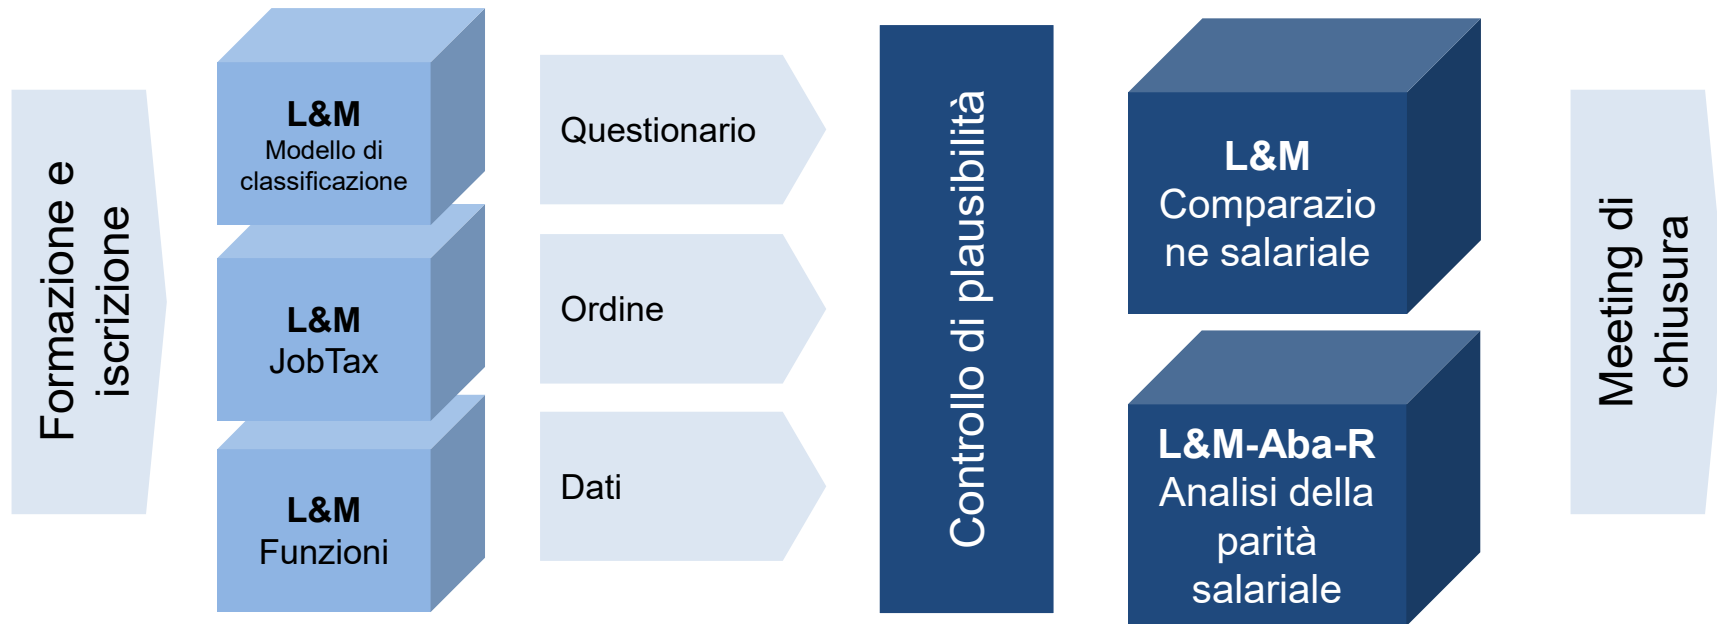 Formazione e
iscrizione
L&M
Modello di
classificazione
L&M
JobTax
L&M
Funzioni
Questionario
Ordine
Dati
Controllo di plausibilità
L&M
Comparazio
ne salariale
L&M-Aba-R
Analisi della
parità
salariale
Meeting di
chiusura